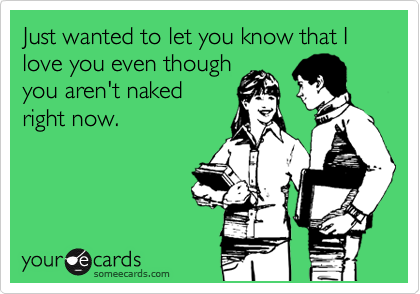 Just wanted to let you know that I
love you even though
you aren't naked
right now.
your e cards
someecards.com